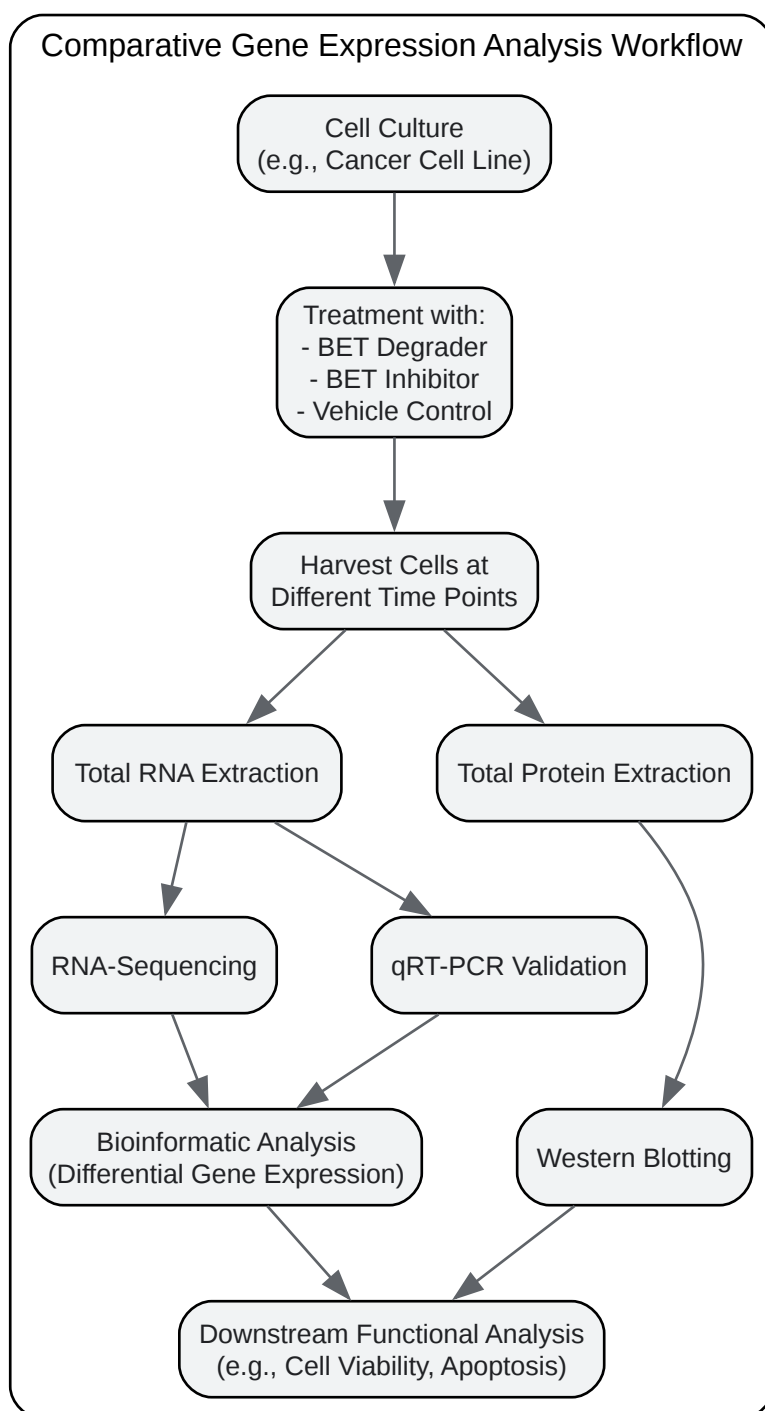 Comparative Gene Expression Analysis Workflow
Cell Culture
(e.g., Cancer Cell Line)
Treatment with:
- BET Degrader
- BET Inhibitor
- Vehicle Control
Harvest Cells at
Different Time Points
Total RNA Extraction
Total Protein Extraction
RNA-Sequencing
qRT-PCR Validation
Bioinformatic Analysis
(Differential Gene Expression)
Western Blotting
Downstream Functional Analysis
(e.g., Cell Viability, Apoptosis)